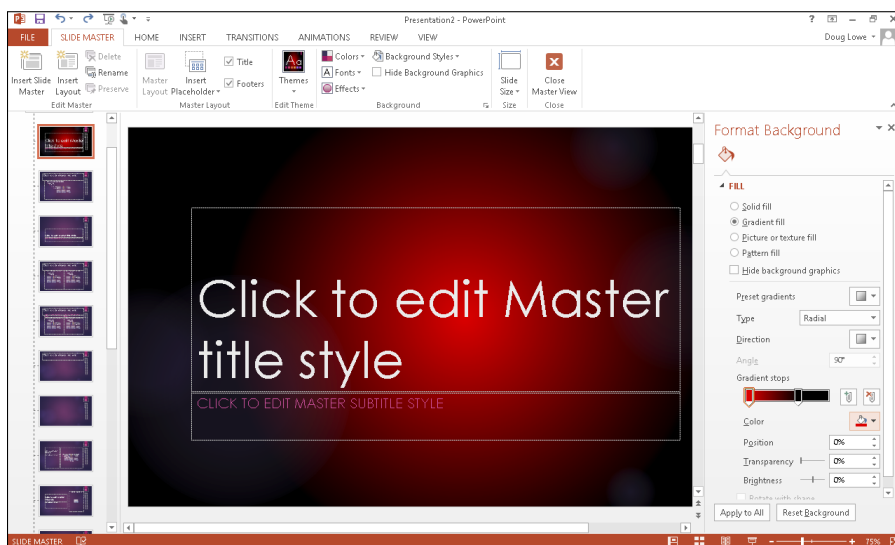 Presentation2 - PowerPoint
FILE SLIDE MASTER HOME INSERT TRANSITIONS ANIMATIONS REVIEW VIEW Doug Lowe
Insert Slide Master
Insert Layout
Delete
Rename
Preserve
Edit Master
Master Layout
Insert Placeholder
Title
Footers
Master Layout
Themes
Edit Theme
Colors
Fonts
Effects
Background Styles
Hide Background Graphics
Background
Slide Size
Size
Close Master View
Close
Click to edit Master
title style
CLICK TO EDIT MASTER SUBTITLE STYLE
Format Background
FILL
Solid fill
Gradient fill
Picture or texture fill
Pattern fill
Hide background graphics
Preset gradients
Type Radial
Direction
Angle 90°
Gradient stops
Color
Position 0%
Transparency 0%
Brightness 0%
Rotate with shape
Apply to All Reset Background
SLIDE MASTER 75%